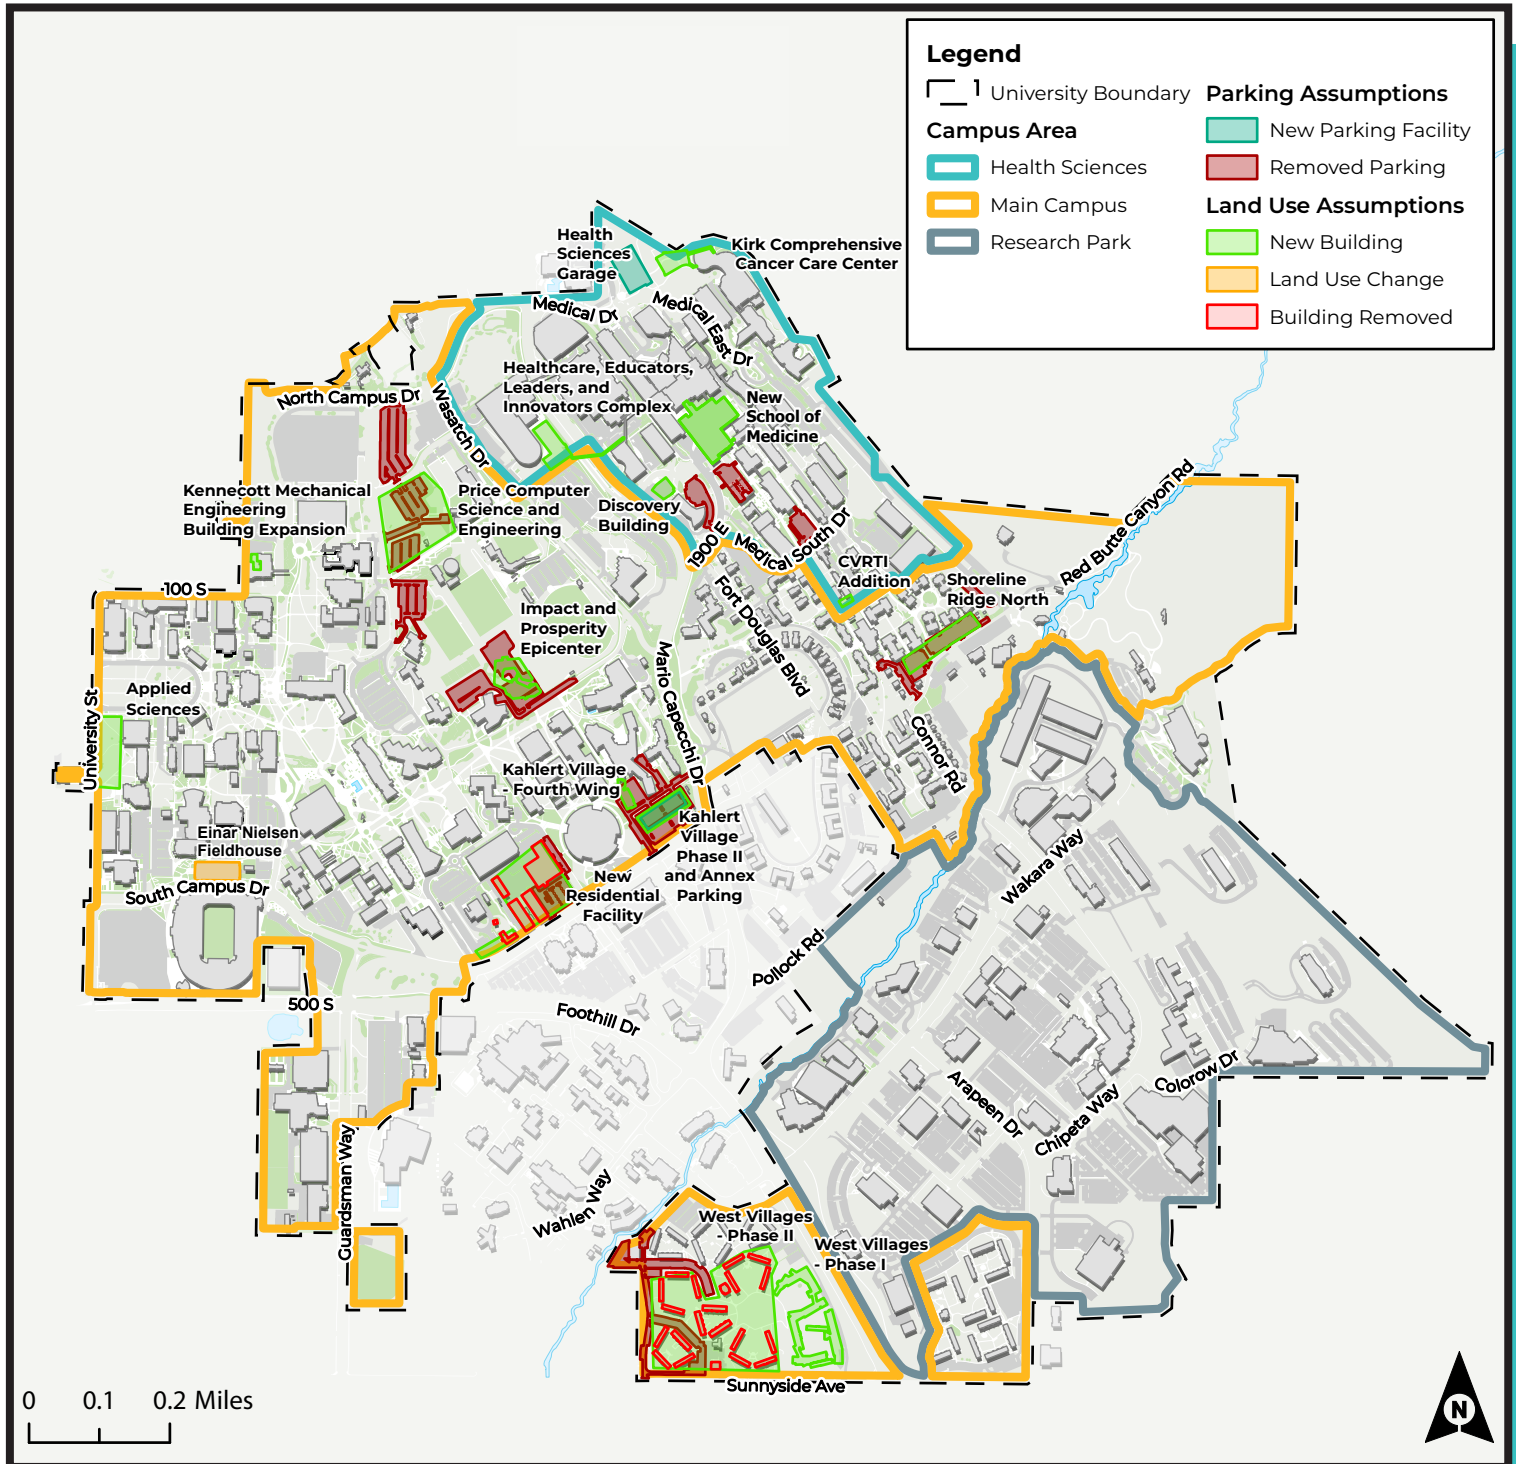 Legend
University Boundary
Campus Area
Health Sciences
Main Campus
Research Park
Parking Assumptions
New Parking Facility
Removed Parking
Land Use Assumptions
New Building
Land Use Change
Building Removed
Health
Sciences
Garage
Kirk Comprehensive
Cancer Care Center
Medical Dr
Medical East Dr
Healthcare, Educators,
Leaders, and
Innovators Complex
New
School of
Medicine
North Campus Dr
Wasatch Dr
Kennecott Mechanical
Engineering
Building Expansion
Price Computer
Science and
Engineering
Discovery
Building
1900 E
Medical South Dr
Red Butte Canyon Rd
CVRTI
Addition
Shoreline
Ridge North
100 S
Impact and
Prosperity
Epicenter
Fort Douglas Blvd
Mario Capecchi Dr
Applied
Sciences
University St
Connor Rd
Kahlert Village
- Fourth Wing
Kahlert
Village
Phase II
and Annex
Parking
Einar Nielsen
Fieldhouse
South Campus Dr
New
Residential
Facility
Wakara Way
Pollock Rd
500 S
Foothill Dr
Arapeen Dr
Chipeta Way
Colorow Dr
Guardsman Way
Wahlen Way
West Villages
- Phase II
West Villages
- Phase I
Sunnyside Ave
0 0.1 0.2 Miles
N